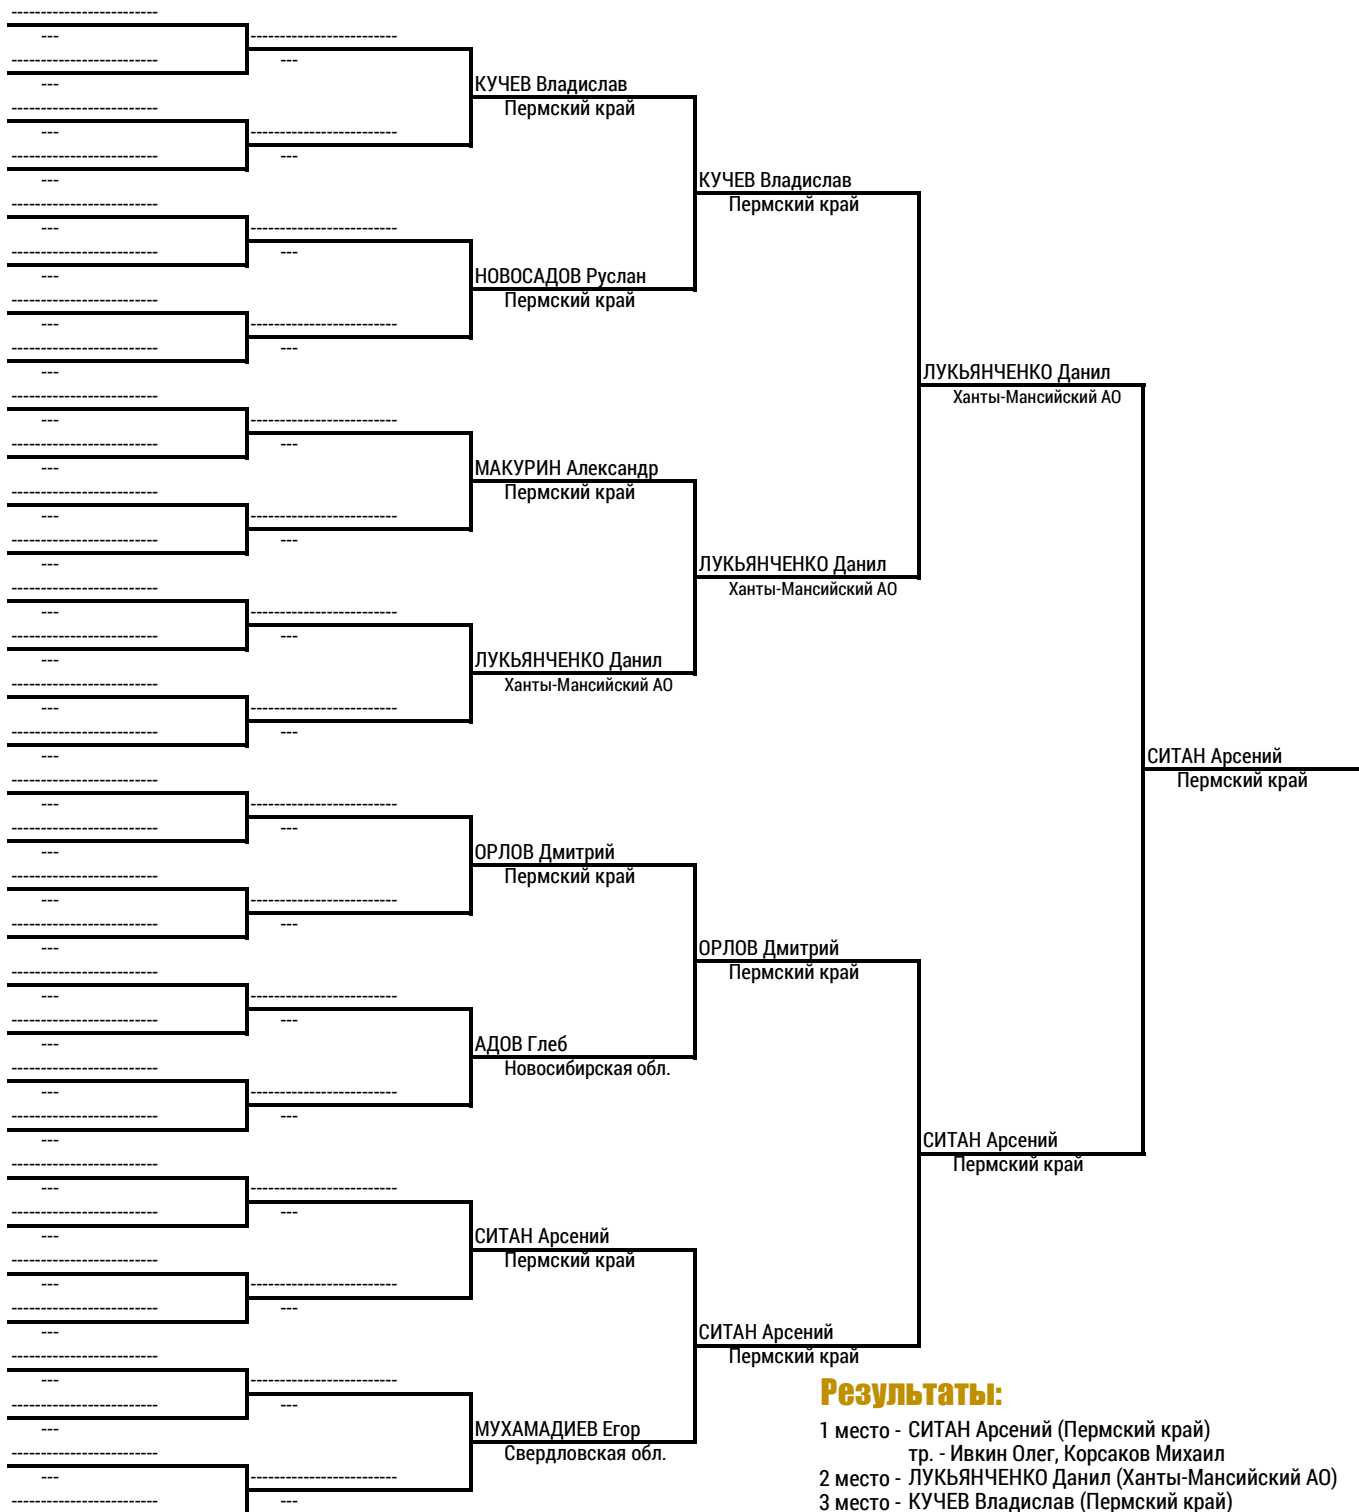 КУЧЕВ Владислав
Пермский край
НОВОСАДОВ Руслан
Пермский край
МАКУРИН Александр
Пермский край
ЛУКЬЯНЧЕНКО Данил
Ханты-Мансийский АО
ОРЛОВ Дмитрий
Пермский край
АДОВ Глеб
Новосибирская обл.
СИТАН Арсений
Пермский край
МУХАМАДИЕВ Егор
Свердловская обл.
КУЧЕВ Владислав
Пермский край
ЛУКЬЯНЧЕНКО Данил
Ханты-Мансийский АО
ОРЛОВ Дмитрий
Пермский край
СИТАН Арсений
Пермский край
ЛУКЬЯНЧЕНКО Данил
Ханты-Мансийский АО
СИТАН Арсений
Пермский край
СИТАН Арсений
Пермский край
Результаты:
1 место - СИТАН Арсений (Пермский край)
тр. - Ивкин Олег, Корсаков Михаил
2 место - ЛУКЬЯНЧЕНКО Данил (Ханты-Мансийский АО)
3 место - КУЧЕВ Владислав (Пермский край)